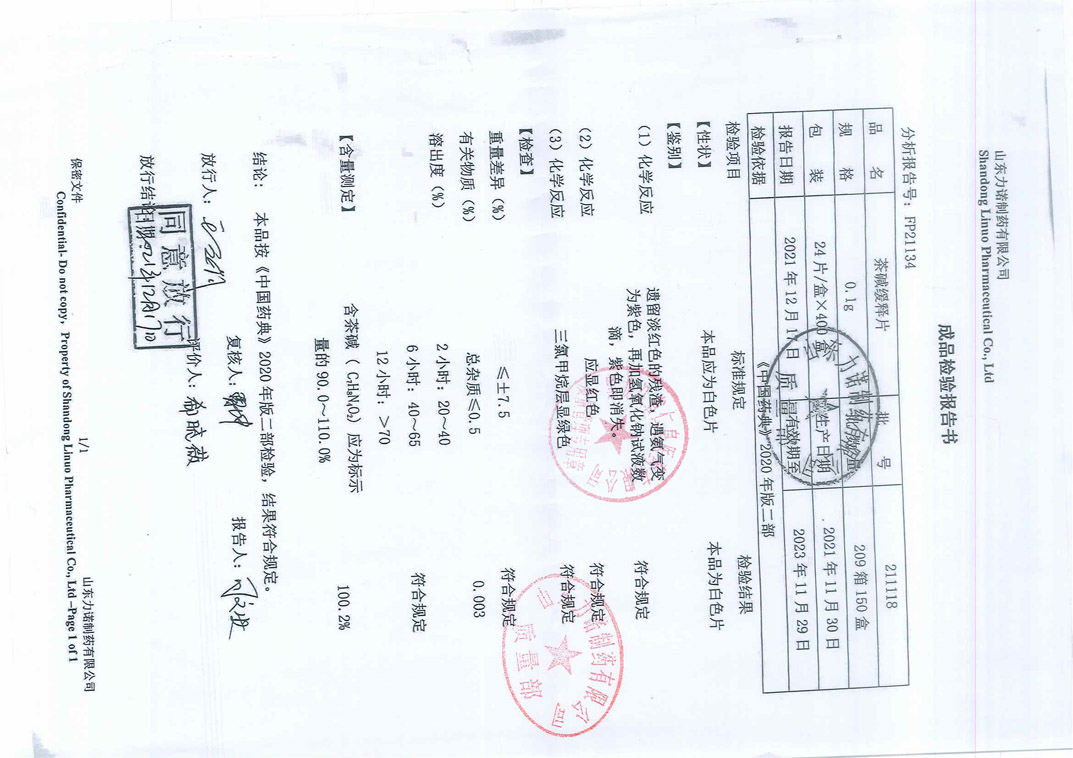 山东力诺制药有限公司
Shandong Linuo Pharmaceutical Co., Ltd
成品检验报告书
分析报告号：FP21134
品 名 茶碱缓释片 批 号 211118
规 格 0.1g 209箱150盒
包 装 24片/盒×400盒 生产日期 2021年11月30日
报告日期 2021年12月17日 有效期至 2023年11月29日
检验依据 《中国药典》2020年版二部
检验项目 标准规定 检验结果
【性状】 本品应为白色片 本品为白色片
【鉴别】
（1）化学反应 遗留淡红色的残渣，遇氨气变 符合规定
为紫色，再加氢氧化钠试液数
滴，紫色即消失。
（2）化学反应 应显红色 符合规定
（3）化学反应 三氯甲烷层显绿色 符合规定
【检查】
重量差异（%） ≤±7.5 符合规定
有关物质（%） 总杂质≤0.5 0.003
溶出度（%） 2小时：20～40
6小时：40～65 符合规定
12小时：>70
【含量测定】 含茶碱（C₇H₈N₄O₂）应为标示 100.2%
量的90.0～110.0%
结论： 本品按《中国药典》2020年版二部检验，结果符合规定。
复核人： 报告人：
放行人： 评价人：
放行结论：
同意放行
日期
山东力诺制药有限公司
质量部
保密文件 1/1 山东力诺制药有限公司
Confidential- Do not copy，Property of Shandong Linuo Pharmaceutical Co., Ltd –Page 1 of 1